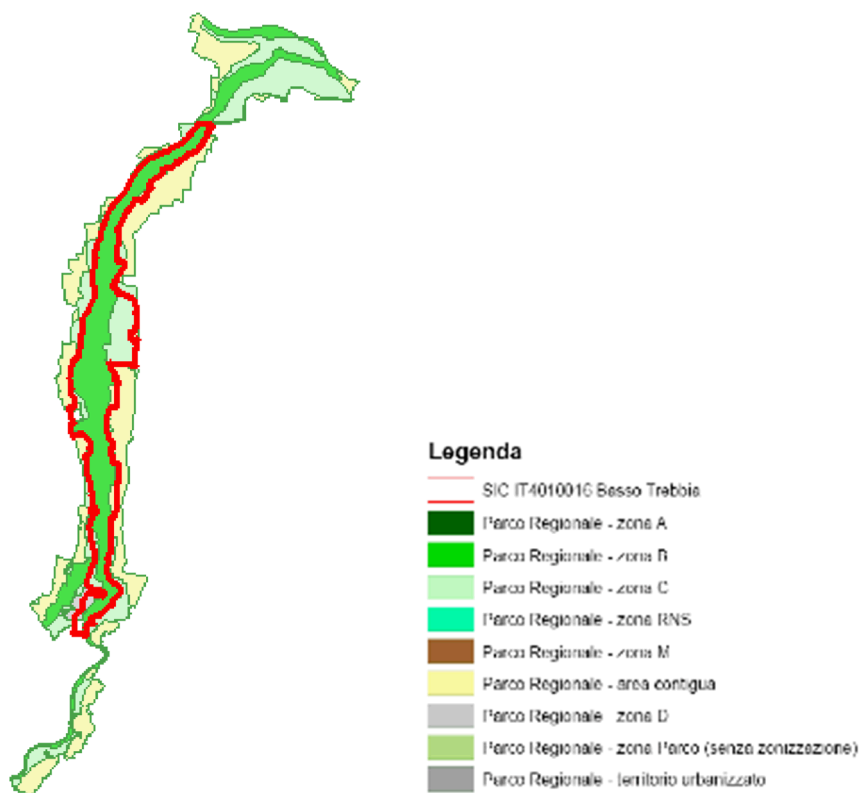 Legenda
SIC IT4010016 Basso Trebbia
Parco Regionale - zona A
Parco Regionale - zona B
Parco Regionale - zona C
Parco Regionale - zona RNS
Parco Regionale - zona M
Parco Regionale - area contigua
Parco Regionale zona D
Parco Regionale - zona Parco (senza zonizzazione)
Parco Regionale - territorio urbanizzato